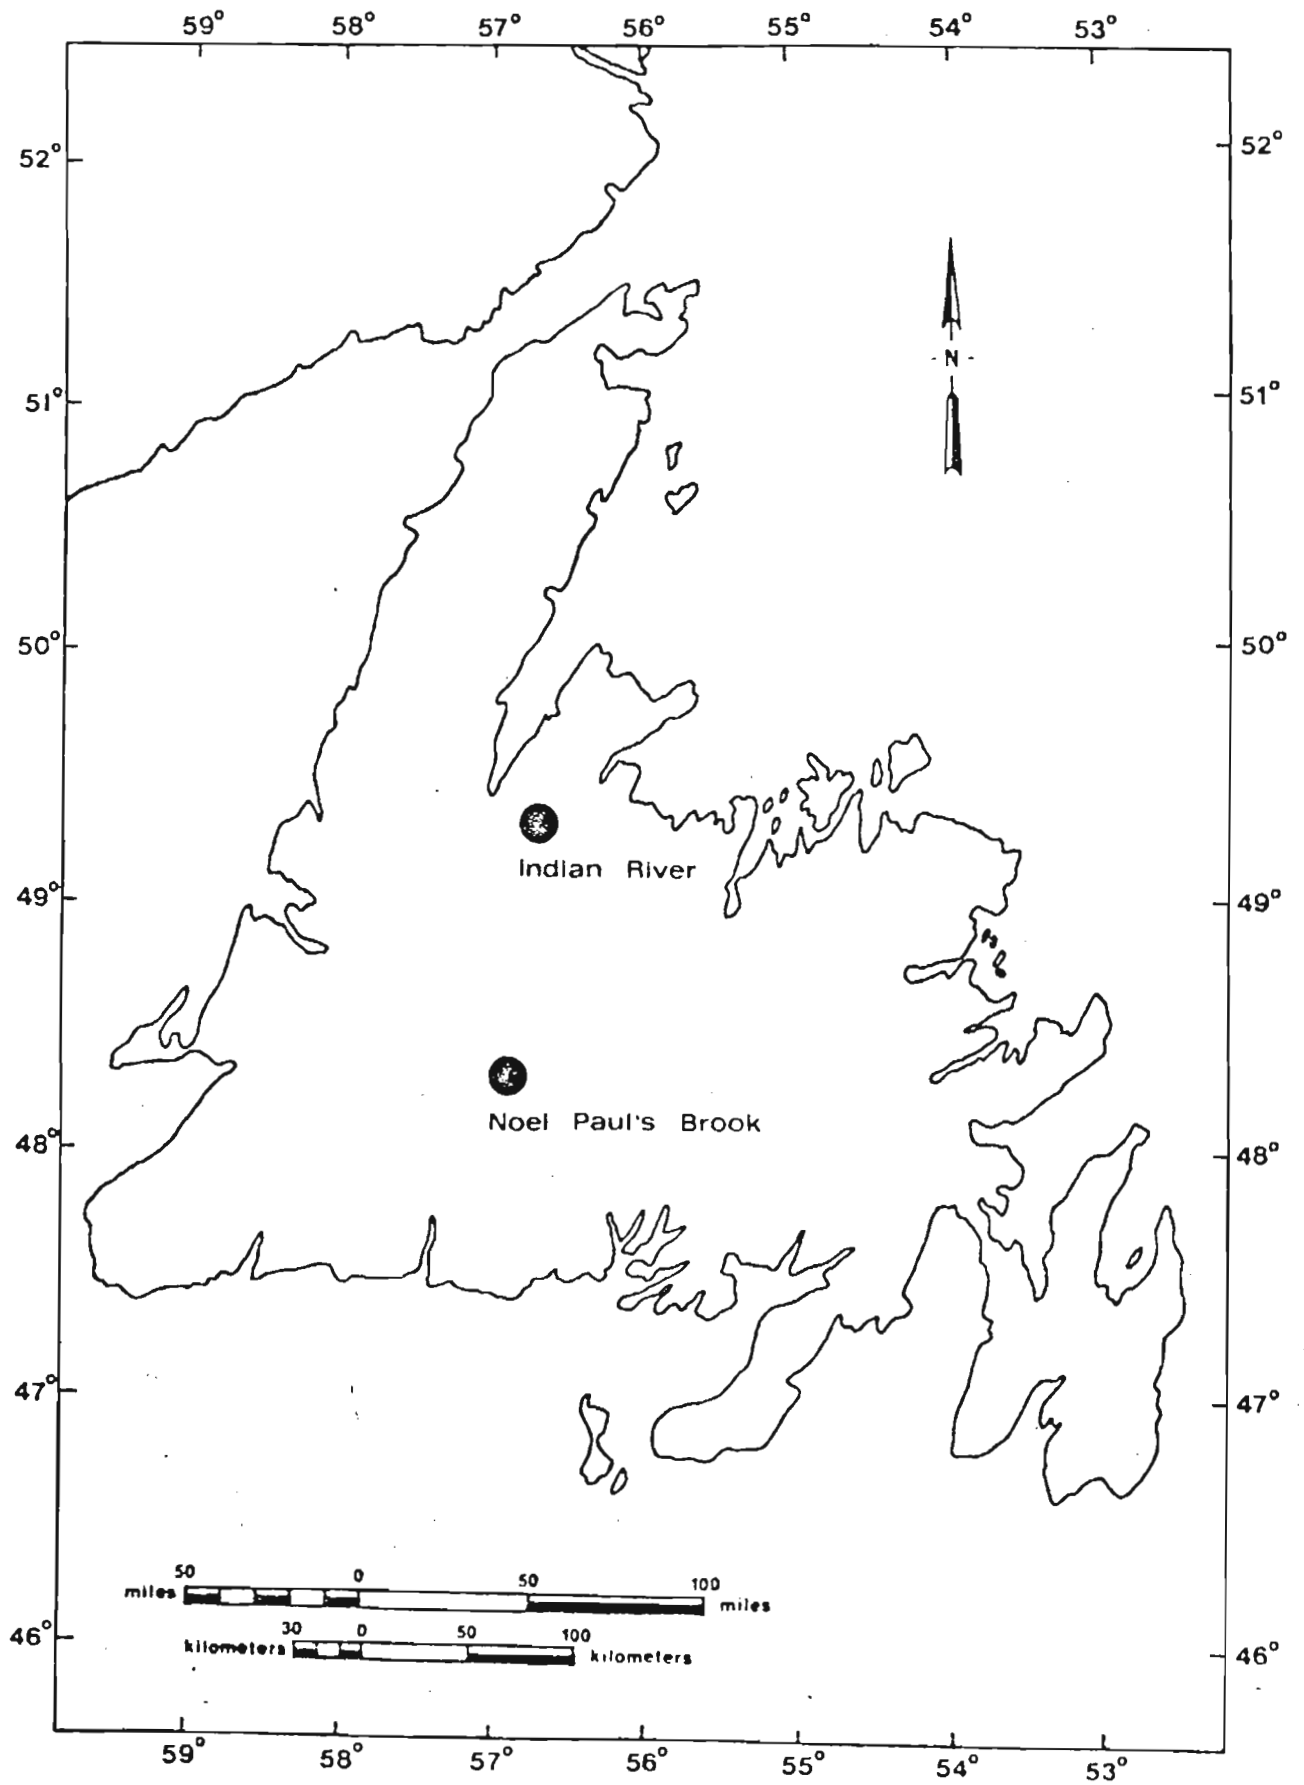 59° 58° 57° 56° 55° 54° 53°
52° 52°
N
51° 51°
50° 50°
Indian River
49° 49°
Noel Paul's Brook
48° 48°
47° 47°
50 0 50 100
miles miles
30 0 50 100
kilometers kilometers
46° 46°
59° 58° 57° 56° 55° 54° 53°